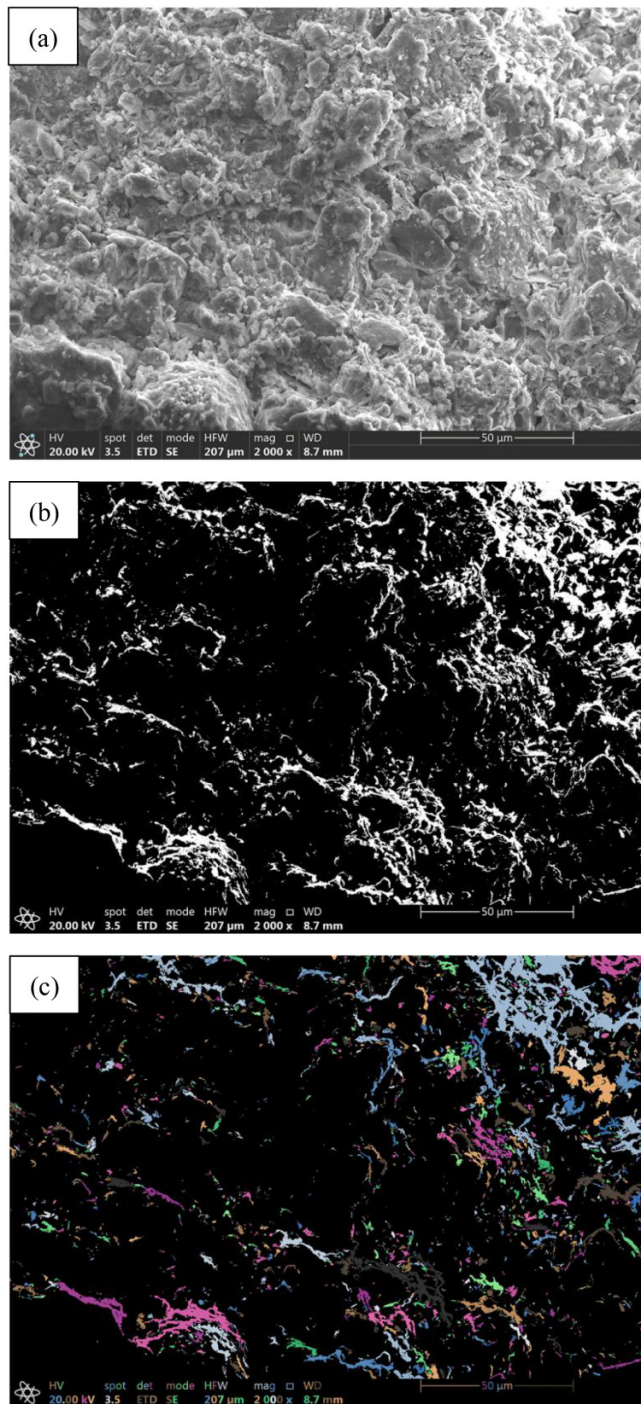 (a)
HV spot det mode HFW mag □ WD
20.00 kV 3.5 ETD SE 207 µm 2 000 x 8.7 mm
50 µm
(b)
HV spot det mode HFW mag □ WD
20.00 kV 3.5 ETD SE 207 µm 2 000 x 8.7 mm
50 µm
(c)
HV spot det mode HFW mag □ WD
20.00 kV 3.5 ETD SE 207 µm 2 000 x 8.7 mm
50 µm